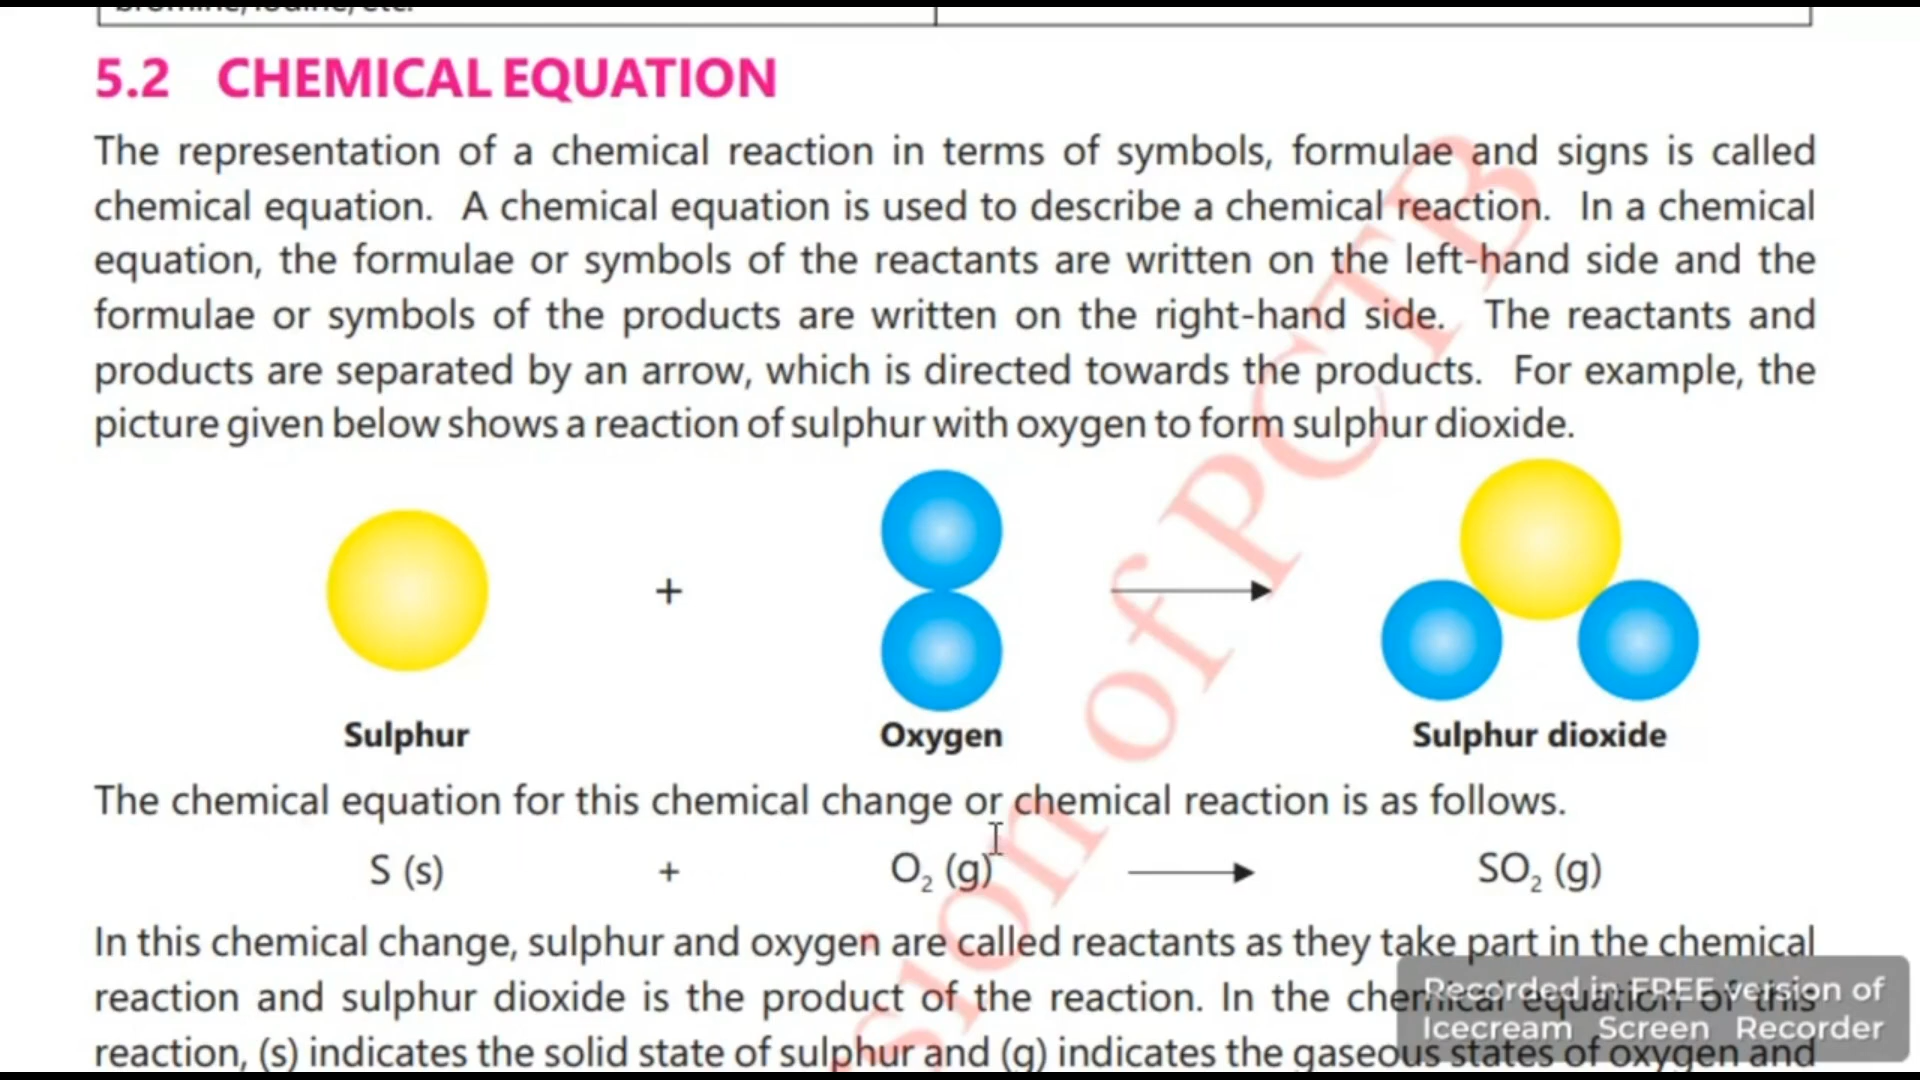 bromine, iodine, etc.
5.2 CHEMICAL EQUATION
The representation of a chemical reaction in terms of symbols, formulae and signs is called
chemical equation. A chemical equation is used to describe a chemical reaction. In a chemical
equation, the formulae or symbols of the reactants are written on the left-hand side and the
formulae or symbols of the products are written on the right-hand side. The reactants and
products are separated by an arrow, which is directed towards the products. For example, the
picture given below shows a reaction of sulphur with oxygen to form sulphur dioxide.
+
Sulphur Oxygen Sulphur dioxide
The chemical equation for this chemical change or chemical reaction is as follows.
S (s) + O₂ (g) ⟶ SO₂ (g)
In this chemical change, sulphur and oxygen are called reactants as they take part in the chemical
reaction and sulphur dioxide is the product of the reaction. In the chemical equation of this
reaction, (s) indicates the solid state of sulphur and (g) indicates the gaseous states of oxygen and
sion of PCTB
Recorded in FREE version of
Icecream Screen Recorder